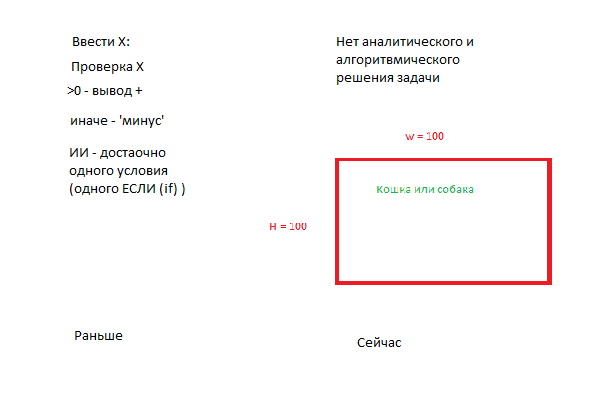 Ввести X:
Проверка X
>0 - вывод +
иначе - 'минус'
ИИ - достаочно
одного условия
(одного ЕСЛИ (if) )
Раньше
Нет аналитического и
алгоритвмического
решения задачи
w = 100
Кошка или собака
H = 100
Сейчас